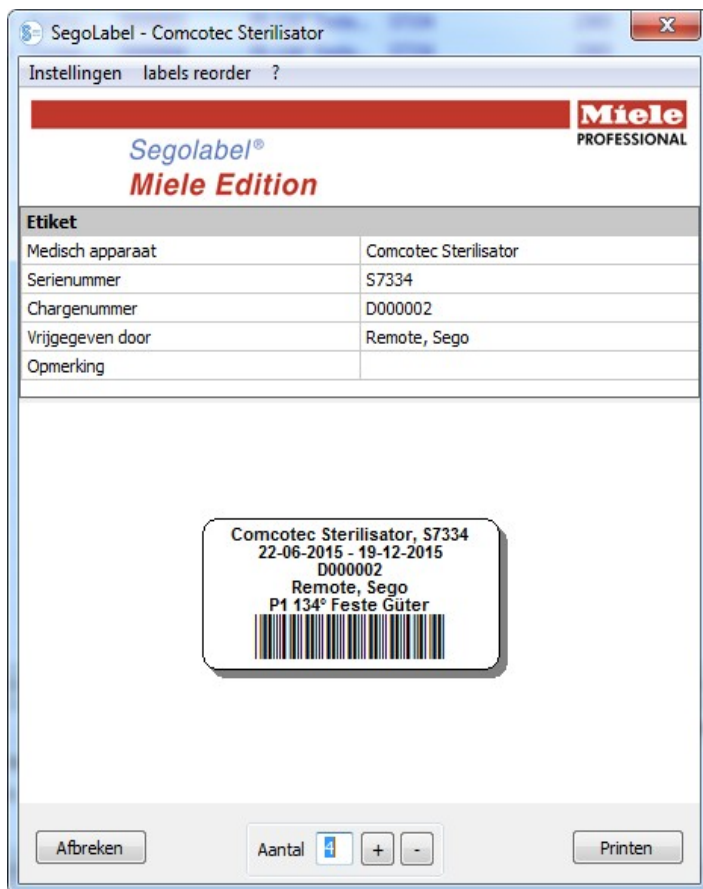 SegoLabel - Comcotec Sterilisator
Instellingen labels reorder ?
Miele
PROFESSIONAL
Segolabel®
Miele Edition
Etiket
Medisch apparaat Comcotec Sterilisator
Serienummer S7334
Chargenummer D000002
Vrijgegeven door Remote, Sego
Opmerking
Comcotec Sterilisator, S7334
22-06-2015 - 19-12-2015
D000002
Remote, Sego
P1 134° Feste Güter
Afbreken Aantal 4 + - Printen